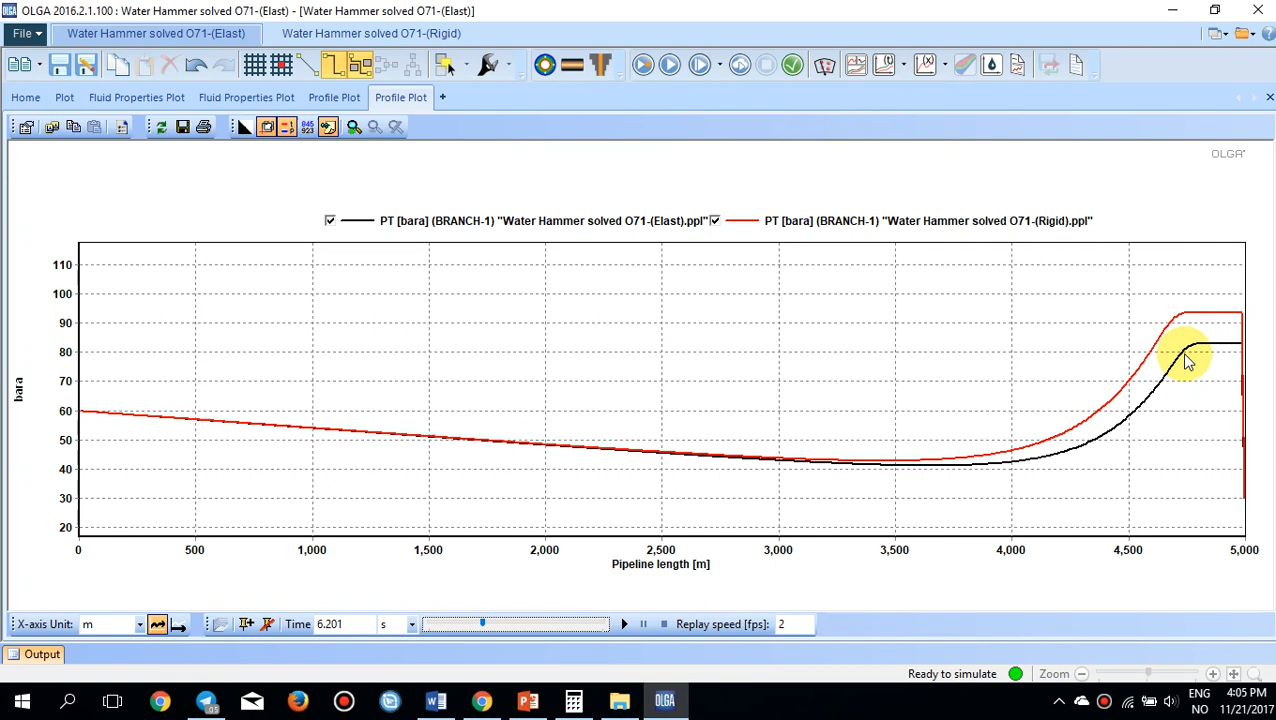 OLGA 2016.2.1.100 : Water Hammer solved O71-(Elast) - [Water Hammer solved O71-(Elast)]
File Water Hammer solved O71-(Elast) Water Hammer solved O71-(Rigid)
Home Plot Fluid Properties Plot Fluid Properties Plot Profile Plot Profile Plot
845
923
OLGA
PT [bara] (BRANCH-1) "Water Hammer solved O71-(Elast).ppl" PT [bara] (BRANCH-1) "Water Hammer solved O71-(Rigid).ppl"
110
100
90
80
70
60
50
40
30
20
bara
0 500 1,000 1,500 2,000 2,500 3,000 3,500 4,000 4,500 5,000
Pipeline length [m]
X-axis Unit: m Time 6.201 s Replay speed [fps]: 2
Output
Ready to simulate Zoom
05
ENG 4:05 PM
NO 11/21/2017